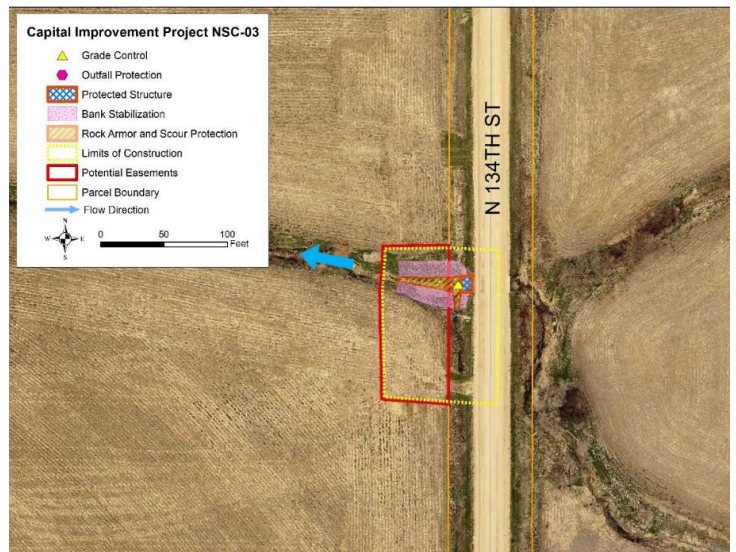 Capital Improvement Project NSC-03
Grade Control
Outfall Protection
Protected Structure
Bank Stabilization
Rock Armor and Scour Protection
Limits of Construction
Potential Easements
Parcel Boundary
Flow Direction
N
W E
S
0 50 100
Feet
N 134TH ST